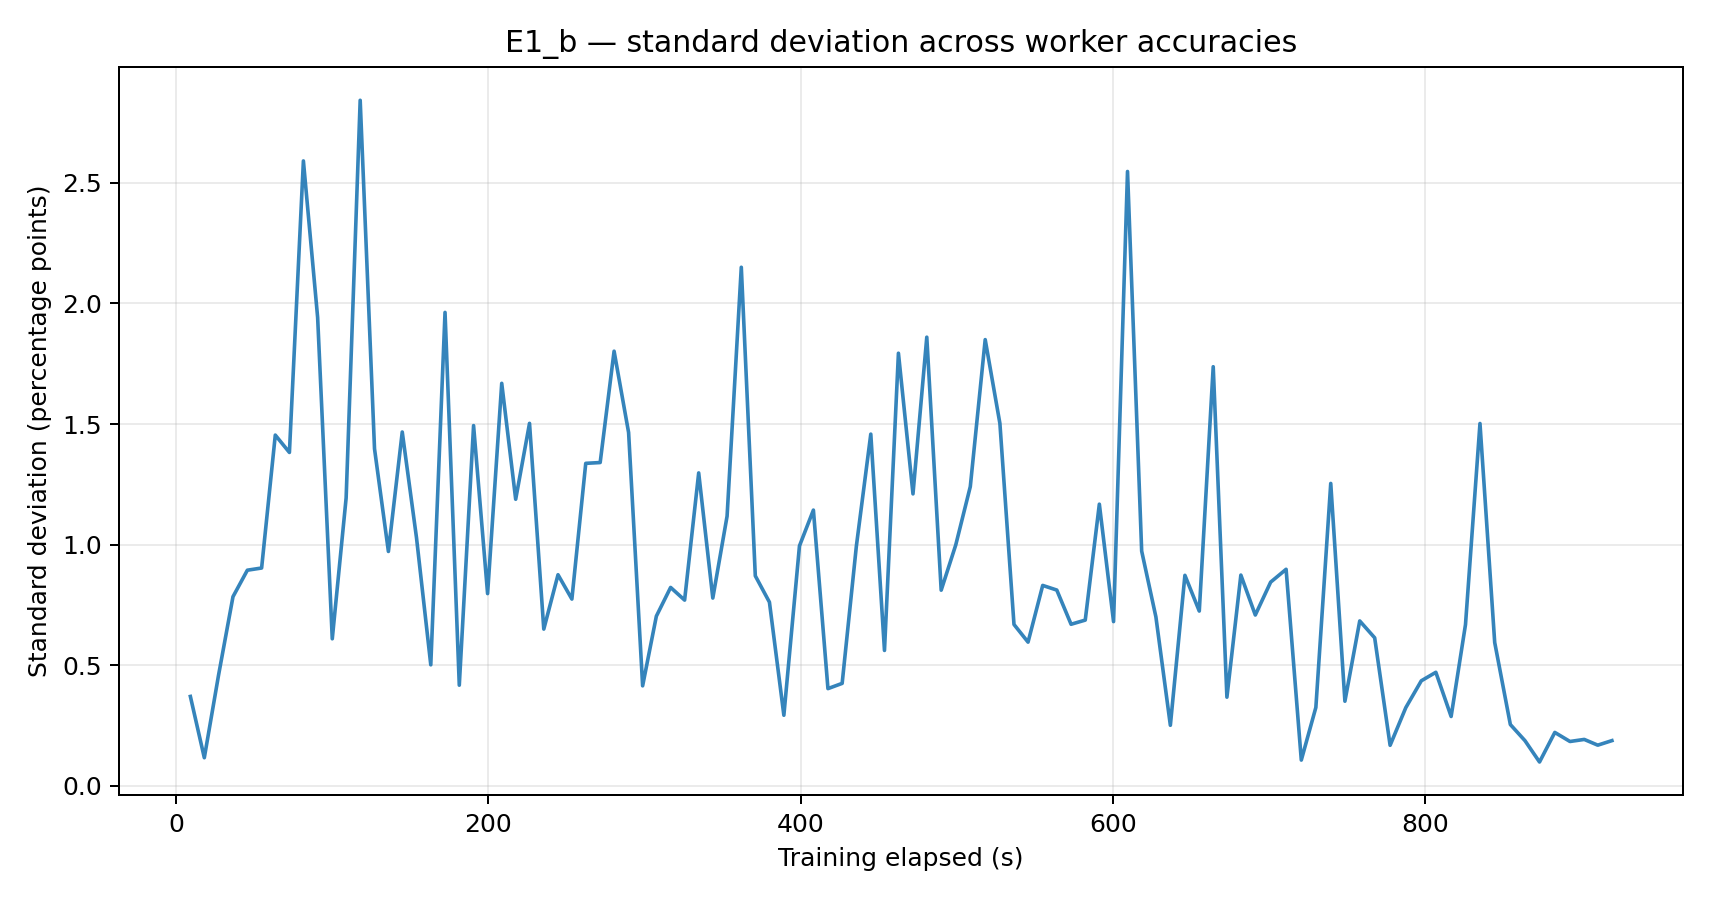 E1_b — standard deviation across worker accuracies
Standard deviation (percentage points)
2.5
2.0
1.5
1.0
0.5
0.0
0 200 400 600 800
Training elapsed (s)